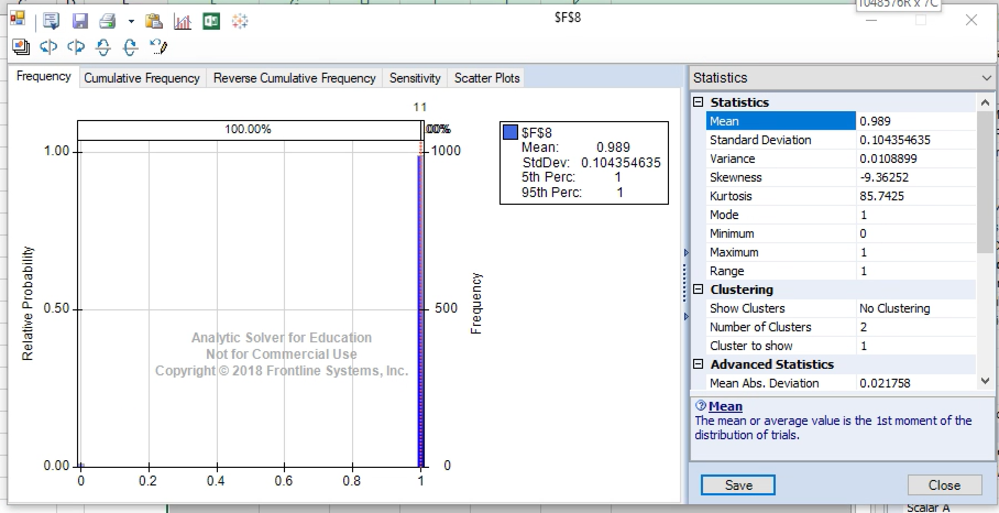 1048576R x 7C
$F$8
Frequency
Cumulative Frequency
Reverse Cumulative Frequency
Sensitivity
Scatter Plots
11
100.00%
.00%
1.00
0.50
0.00
Relative Probability
0
0.2
0.4
0.6
0.8
1
1000
500
0
Frequency
Analytic Solver for Education
Not for Commercial Use
Copyright © 2018 Frontline Systems, Inc.
$F$8
Mean: 0.989
StdDev: 0.104354635
5th Perc: 1
95th Perc: 1
Statistics
Statistics
Mean 0.989
Standard Deviation 0.104354635
Variance 0.0108899
Skewness -9.36252
Kurtosis 85.7425
Mode 1
Minimum 0
Maximum 1
Range 1
Clustering
Show Clusters No Clustering
Number of Clusters 2
Cluster to show 1
Advanced Statistics
Mean Abs. Deviation 0.021758
Mean
The mean or average value is the 1st moment of the
distribution of trials.
Save
Close
Scalar A